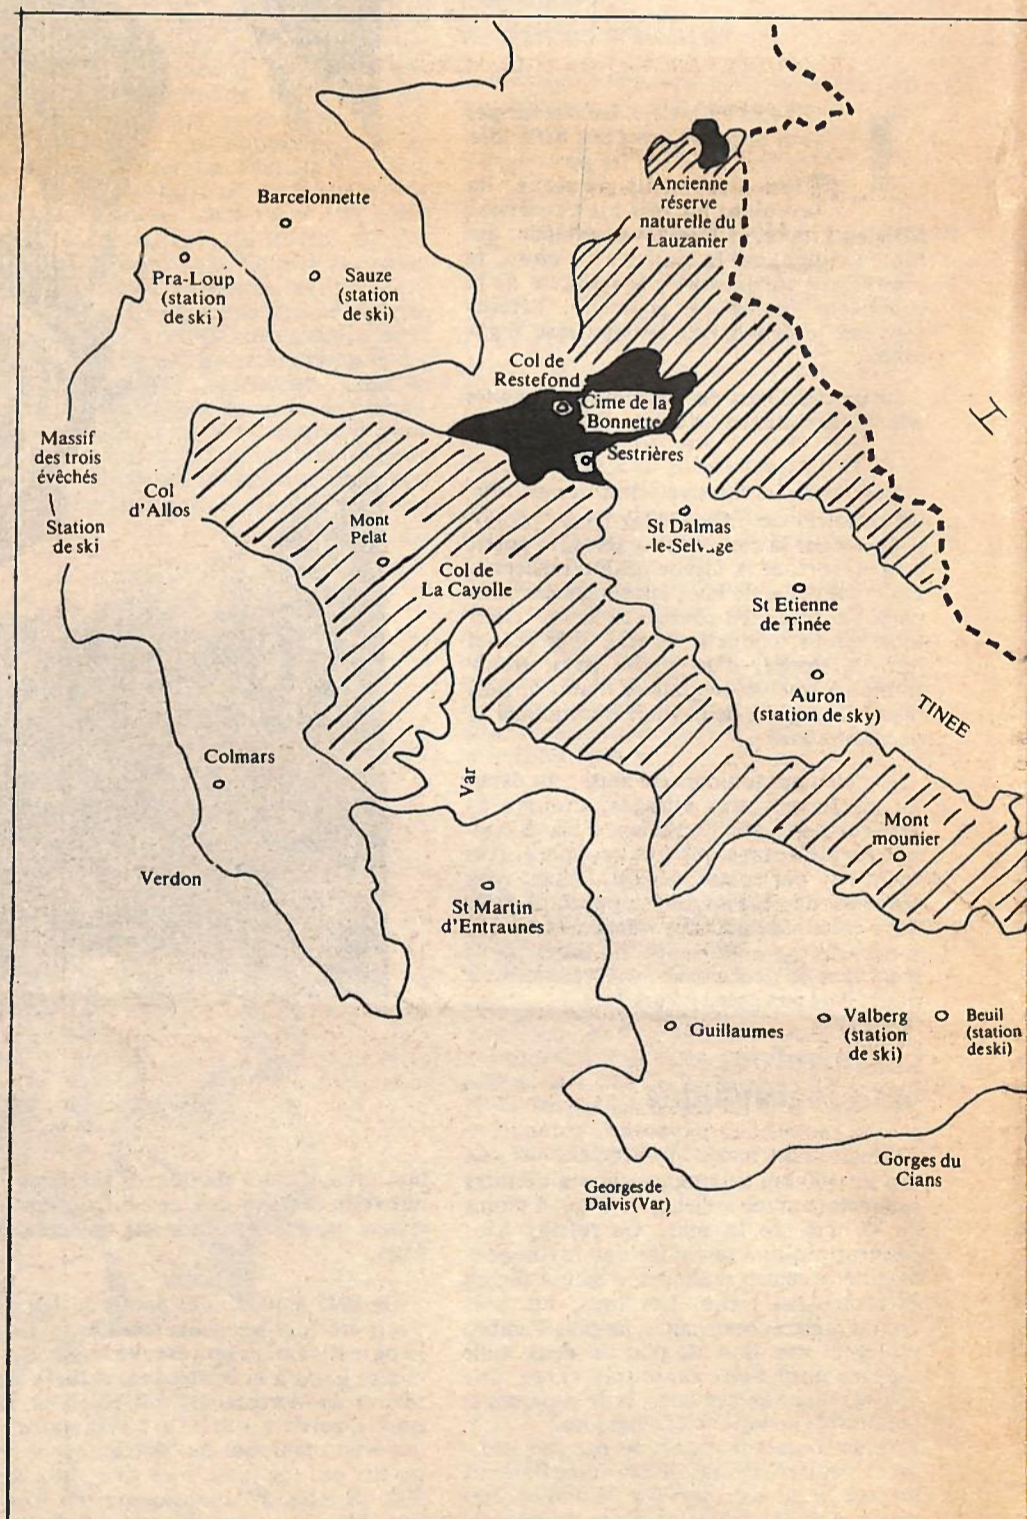 Ancienne
réserve
naturelle du
Lauzanier
Barcelonnette
Pra-Loup
(station
de ski )
Sauze
(station
de ski)
Col de
Restefond
Cime de la
Bonnette
Sestrières
Massif
des trois
évêchés
Station
de ski
Col
d'Allos
Mont
Pelat
Col de
La Cayolle
St Dalmas
St Etienne
de Tinée
Auron
(station de sky)
TINEE
Colmars
Var
Mont
mounier
Verdon
St Martin
d'Entraunes
Guillaumes
Valberg
(station
de ski)
Beuil
(station
de ski)
Gorges du
Cians
Georges de
Dalvis (Var)